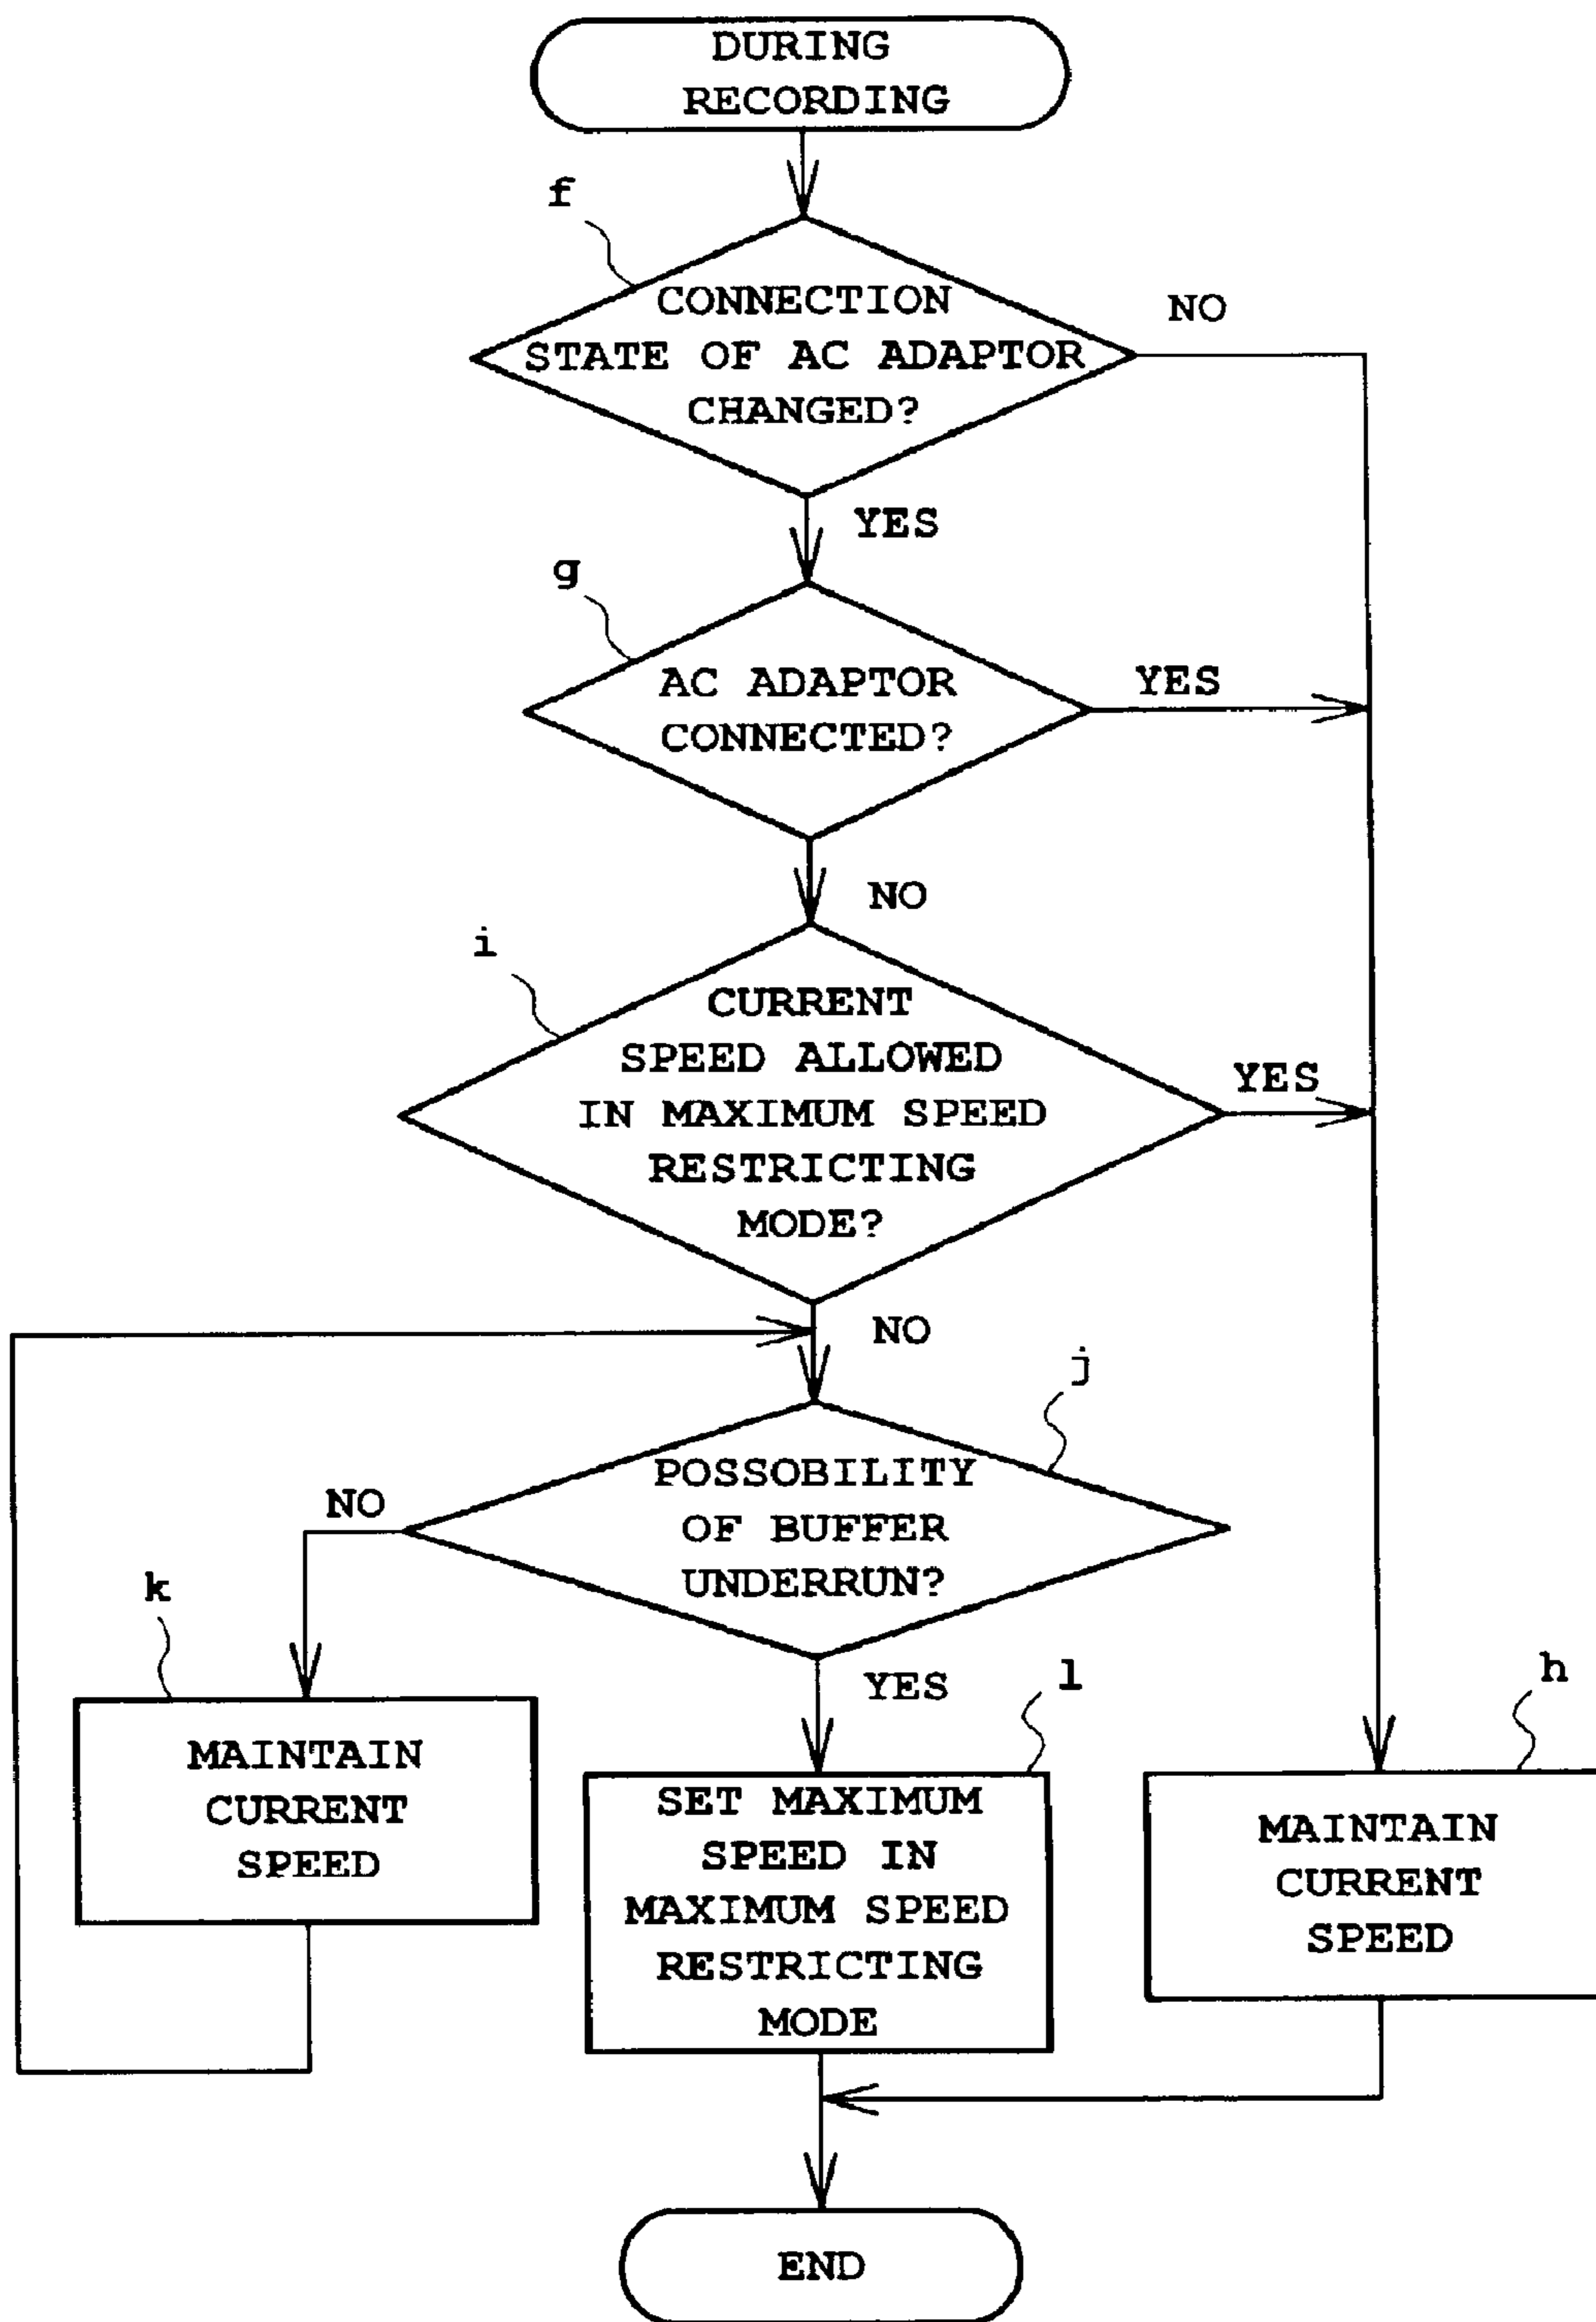 DURING
RECORDING
f
CONNECTION
STATE OF AC ADAPTOR
CHANGED?
NO
YES
g
AC ADAPTOR
CONNECTED?
YES
NO
i
CURRENT
SPEED ALLOWED
IN MAXIMUM SPEED
RESTRICTING
MODE?
YES
NO
j
POSSOBILITY
OF BUFFER
UNDERRUN?
NO
YES
k
MAINTAIN
CURRENT
SPEED
l
SET MAXIMUM
SPEED IN
MAXIMUM SPEED
RESTRICTING
MODE
h
MAINTAIN
CURRENT
SPEED
END